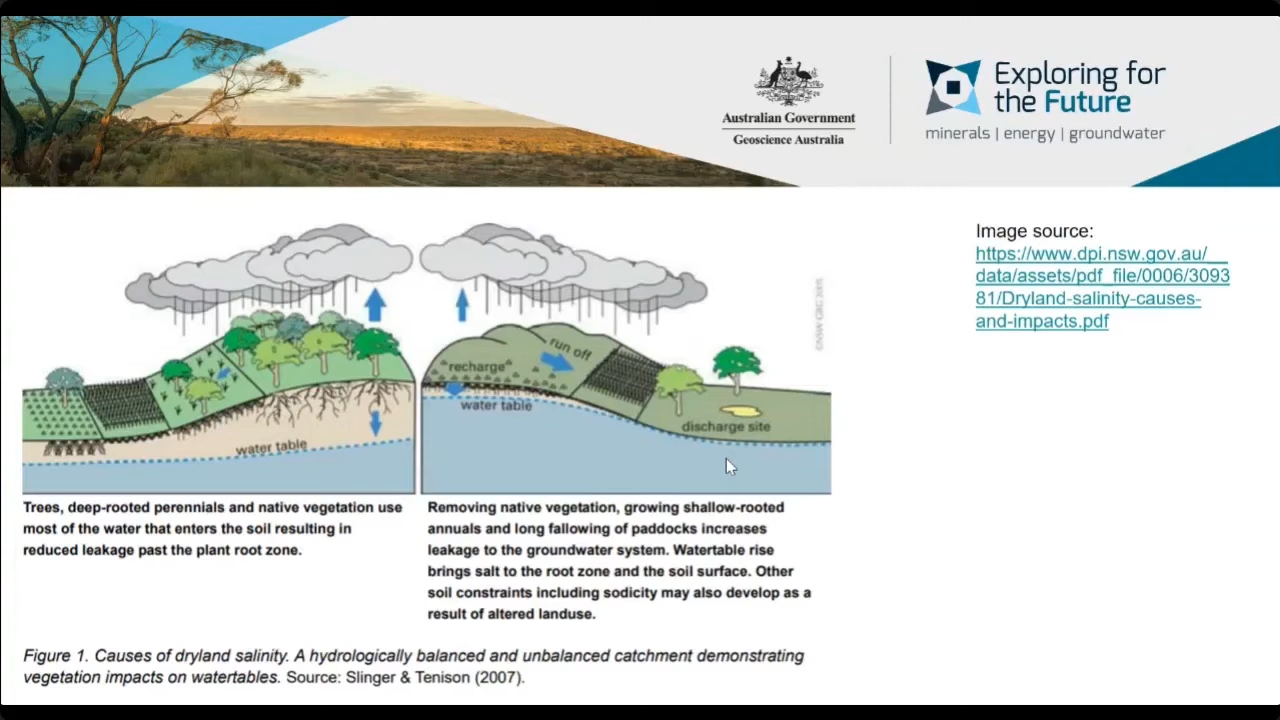 Australian Government
Geoscience Australia
Exploring for
the Future
minerals | energy | groundwater
Image source:
https://www.dpi.nsw.gov.au/__
data/assets/pdf_file/0006/3093
81/Dryland-salinity-causes-
and-impacts.pdf
water table
recharge
run off
water table
discharge site
Trees, deep-rooted perennials and native vegetation use
most of the water that enters the soil resulting in
reduced leakage past the plant root zone.
Removing native vegetation, growing shallow-rooted
annuals and long fallowing of paddocks increases
leakage to the groundwater system. Watertable rise
brings salt to the root zone and the soil surface. Other
soil constraints including sodicity may also develop as a
result of altered landuse.
Figure 1. Causes of dryland salinity. A hydrologically balanced and unbalanced catchment demonstrating
vegetation impacts on watertables. Source: Slinger & Tenison (2007).